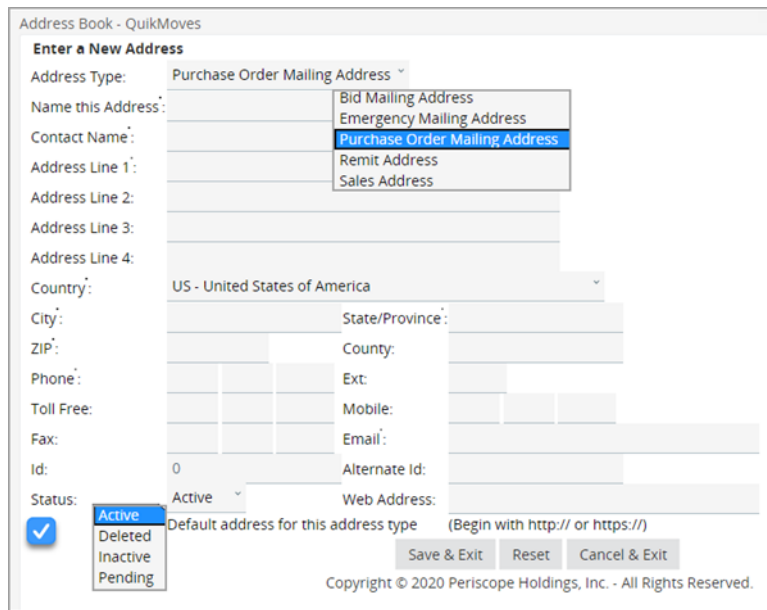 Address Book - QuikMoves
Enter a New Address
Address Type: Purchase Order Mailing Address
Name this Address*:
Bid Mailing Address
Emergency Mailing Address
Purchase Order Mailing Address
Remit Address
Sales Address
Contact Name*:
Address Line 1*:
Address Line 2:
Address Line 3:
Address Line 4:
Country*: US - United States of America
City*: State/Province*:
ZIP*: County:
Phone*: Ext:
Toll Free: Mobile:
Fax: Email*:
Id: 0 Alternate Id:
Status: Active Web Address:
Active
Deleted
Inactive
Pending
Default address for this address type (Begin with http:// or https://)
Save & Exit Reset Cancel & Exit
Copyright © 2020 Periscope Holdings, Inc. - All Rights Reserved.